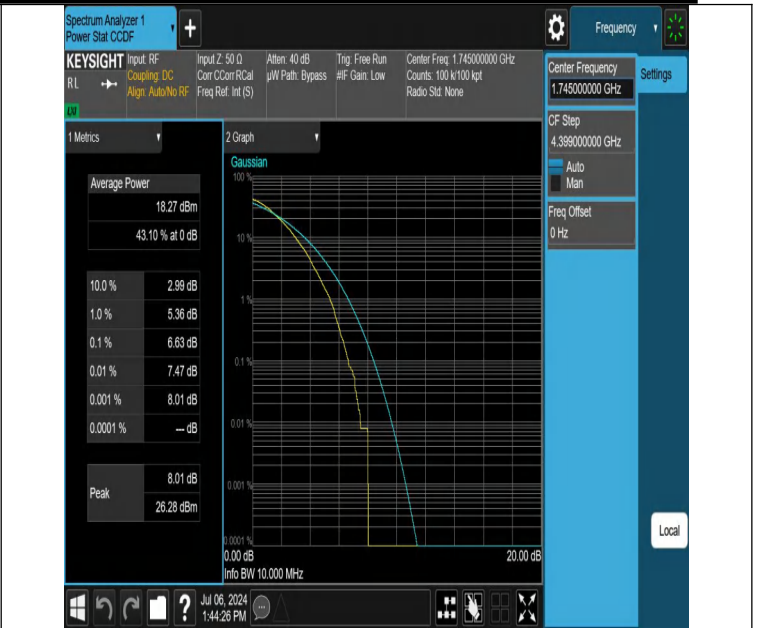 Spectrum Analyzer 1
Power Stat CCDF
+
Frequency
KEYSIGHT
RL
LXI
Input: RF
Coupling: DC
Align: Auto/No RF
Input Z: 50 Ω
Corr CCorr RCal
Freq Ref: Int (S)
Atten: 40 dB
µW Path: Bypass
Trig: Free Run
#IF Gain: Low
Center Freq: 1.745000000 GHz
Counts: 100 k/100 kpt
Radio Std: None
Center Frequency
1.745000000 GHz
Settings
CF Step
4.399000000 GHz
Auto
Man
Freq Offset
0 Hz
1 Metrics
Average Power
18.27 dBm
43.10 % at 0 dB
10.0 % 2.99 dB
1.0 % 5.36 dB
0.1 % 6.63 dB
0.01 % 7.47 dB
0.001 % 8.01 dB
0.0001 % --- dB
Peak
8.01 dB
26.28 dBm
2 Graph
Gaussian
100 %
10 %
1 %
0.1 %
0.01 %
0.001 %
0.0001 %
0.00 dB
20.00 dB
Info BW 10.000 MHz
Local
?
Jul 06, 2024
1:44:26 PM